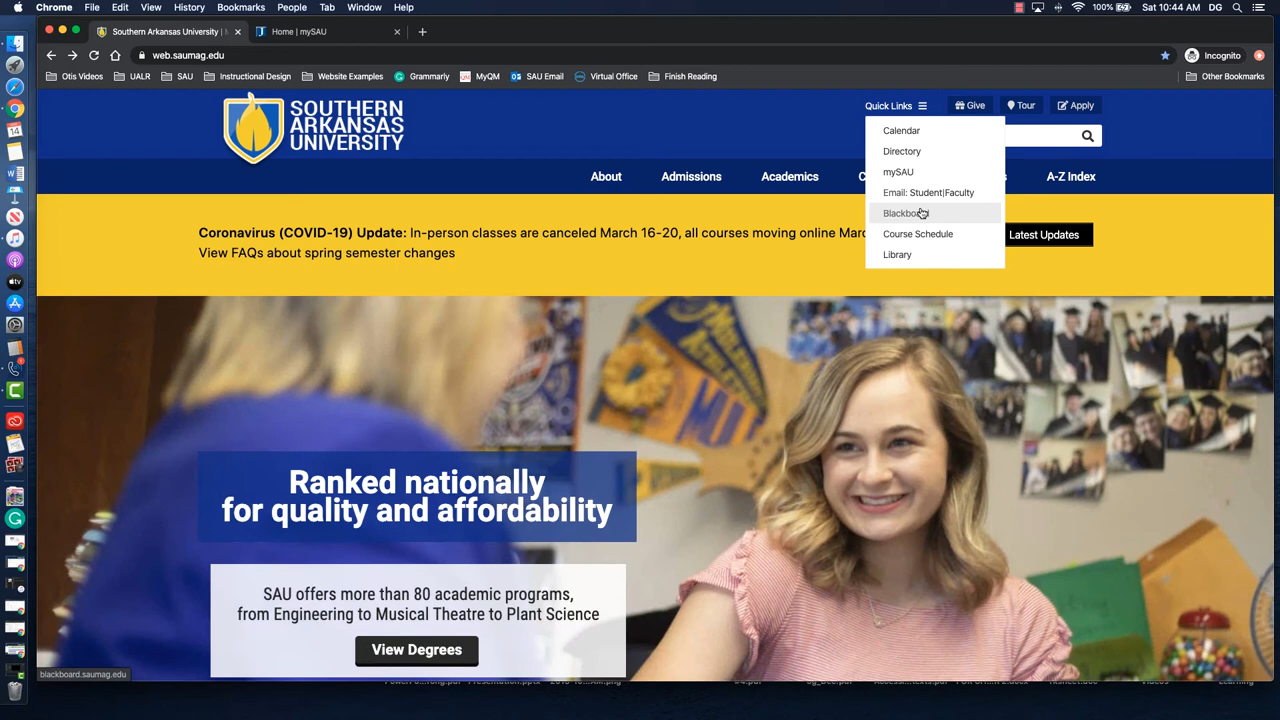 Chrome File Edit View History Bookmarks People Tab Window Help
100% Sat 10:44 AM DG
Southern Arkansas University |
Home | mySAU
web.saumag.edu
Incognito
Otis Videos UALR SAU Instructional Design Website Examples Grammarly MyQM SAU Email Virtual Office Finish Reading Other Bookmarks
SOUTHERN
ARKANSAS
UNIVERSITY
Quick Links Give Tour Apply
Calendar
Directory
mySAU
Email: Student|Faculty
Blackboard
Course Schedule
Library
About Admissions Academics A-Z Index
Coronavirus (COVID-19) Update: In-person classes are canceled March 16-20, all courses moving online
View FAQs about spring semester changes
Latest Updates
Ranked nationally
for quality and affordability
SAU offers more than 80 academic programs,
from Engineering to Musical Theatre to Plant Science
View Degrees
blackboard.saumag.edu